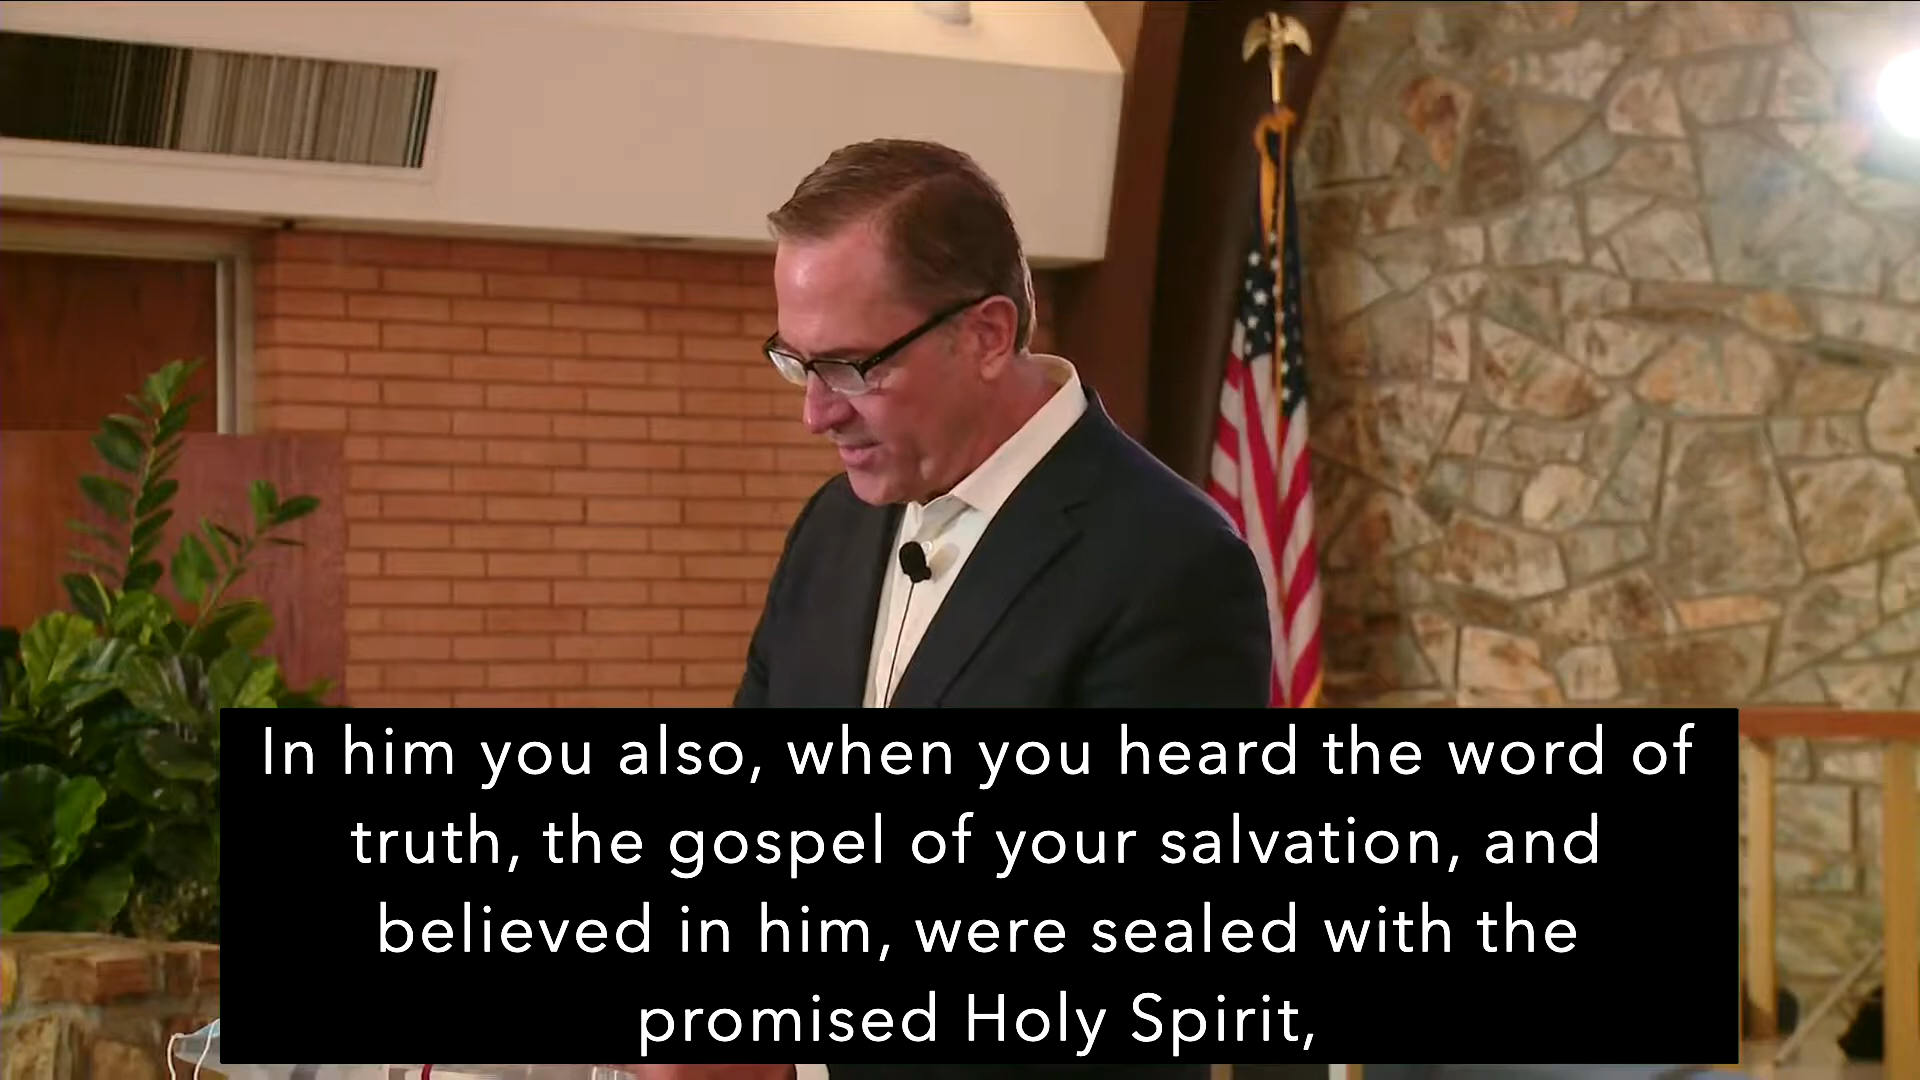 In him you also, when you heard the word of
truth, the gospel of your salvation, and
believed in him, were sealed with the
promised Holy Spirit,